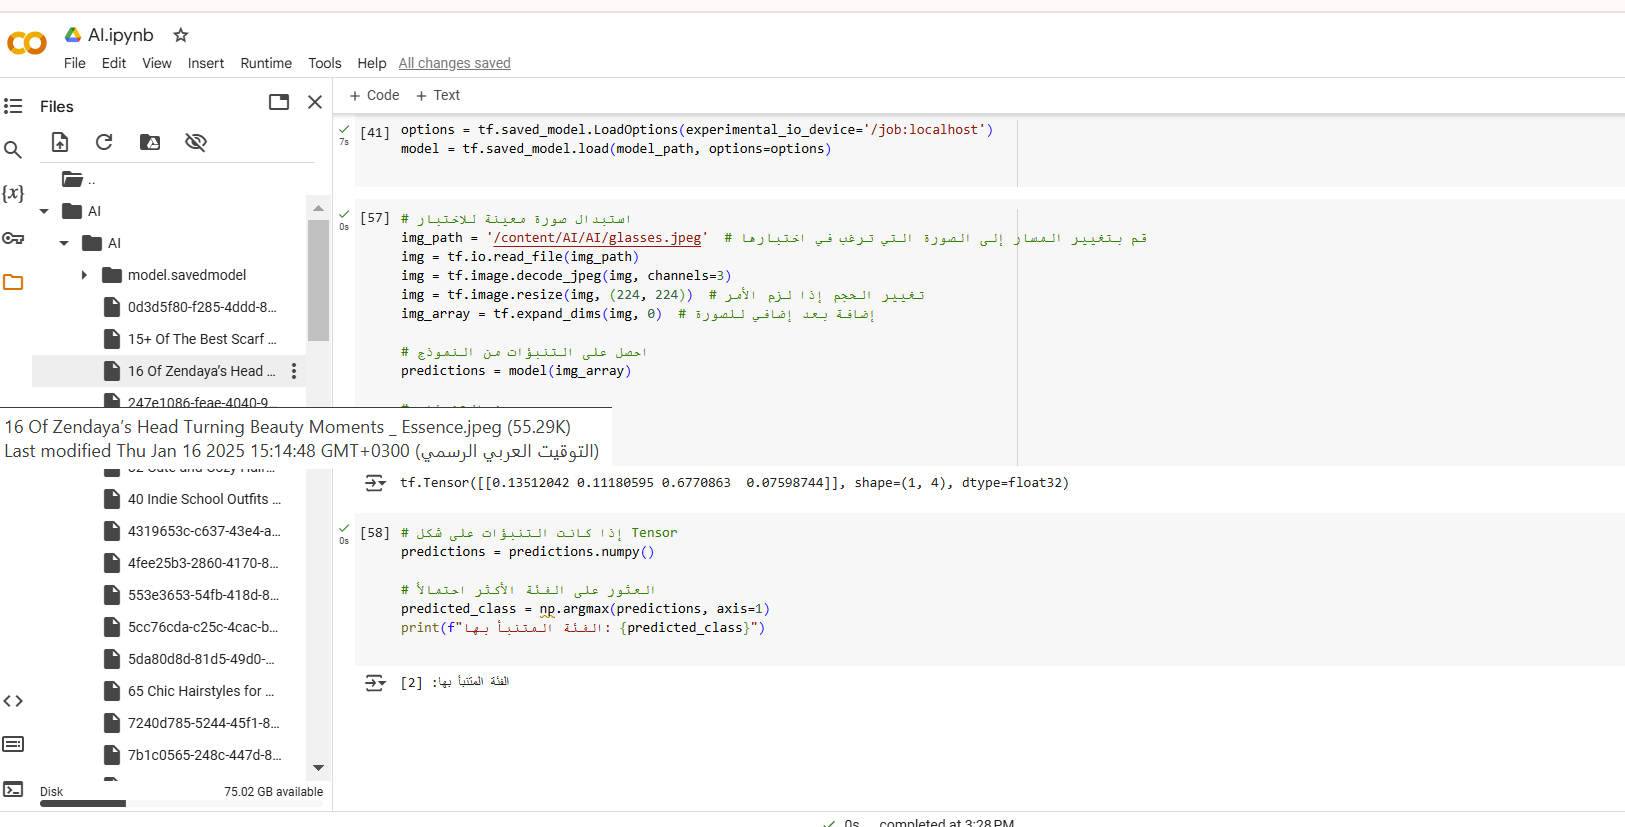 AI.ipynb
File Edit View Insert Runtime Tools Help All changes saved
Files
+ Code + Text
..
AI
AI
model.savedmodel
0d3d5f80-f285-4ddd-8...
15+ Of The Best Scarf ...
16 Of Zendaya’s Head ...
247e1086-feae-4040-9...
16 Of Zendaya’s Head Turning Beauty Moments _ Essence.jpeg (55.29K)
Last modified Thu Jan 16 2025 15:14:48 GMT+0300 (التوقيت العربي الرسمي)
40 Indie School Outfits ...
4319653c-c637-43e4-a...
4fee25b3-2860-4170-8...
553e3653-54fb-418d-8...
5cc76cda-c25c-4cac-b...
5da80d8d-81d5-49d0-...
65 Chic Hairstyles for ...
7240d785-5244-45f1-8...
7b1c0565-248c-447d-8...
Disk 75.02 GB available
{x}
7s
[41] options = tf.saved_model.LoadOptions(experimental_io_device='/job:localhost')
model = tf.saved_model.load(model_path, options=options)
0s
[57] # استبدال صورة معينة للاختبار
img_path = '/content/AI/AI/glasses.jpeg' # قم بتغيير المسار إلى الصورة التي ترغب في اختبارها
img = tf.io.read_file(img_path)
img = tf.image.decode_jpeg(img, channels=3)
img = tf.image.resize(img, (224, 224)) # تغيير الحجم إذا لزم الأمر
img_array = tf.expand_dims(img, 0) # إضافة بعد إضافي للصورة
# احصل على التنبؤات من النموذج
predictions = model(img_array)
tf.Tensor([[0.13512042 0.11180595 0.6770863 0.07598744]], shape=(1, 4), dtype=float32)
0s
[58] # إذا كانت التنبؤات على شكل Tensor
predictions = predictions.numpy()
# العثور على الفئة الأكثر احتمالاً
predicted_class = np.argmax(predictions, axis=1)
print(f"الفئة المتنبأ بها: {predicted_class}")
الفئة المتنبأ بها: [2]
0s completed at 3:28 PM